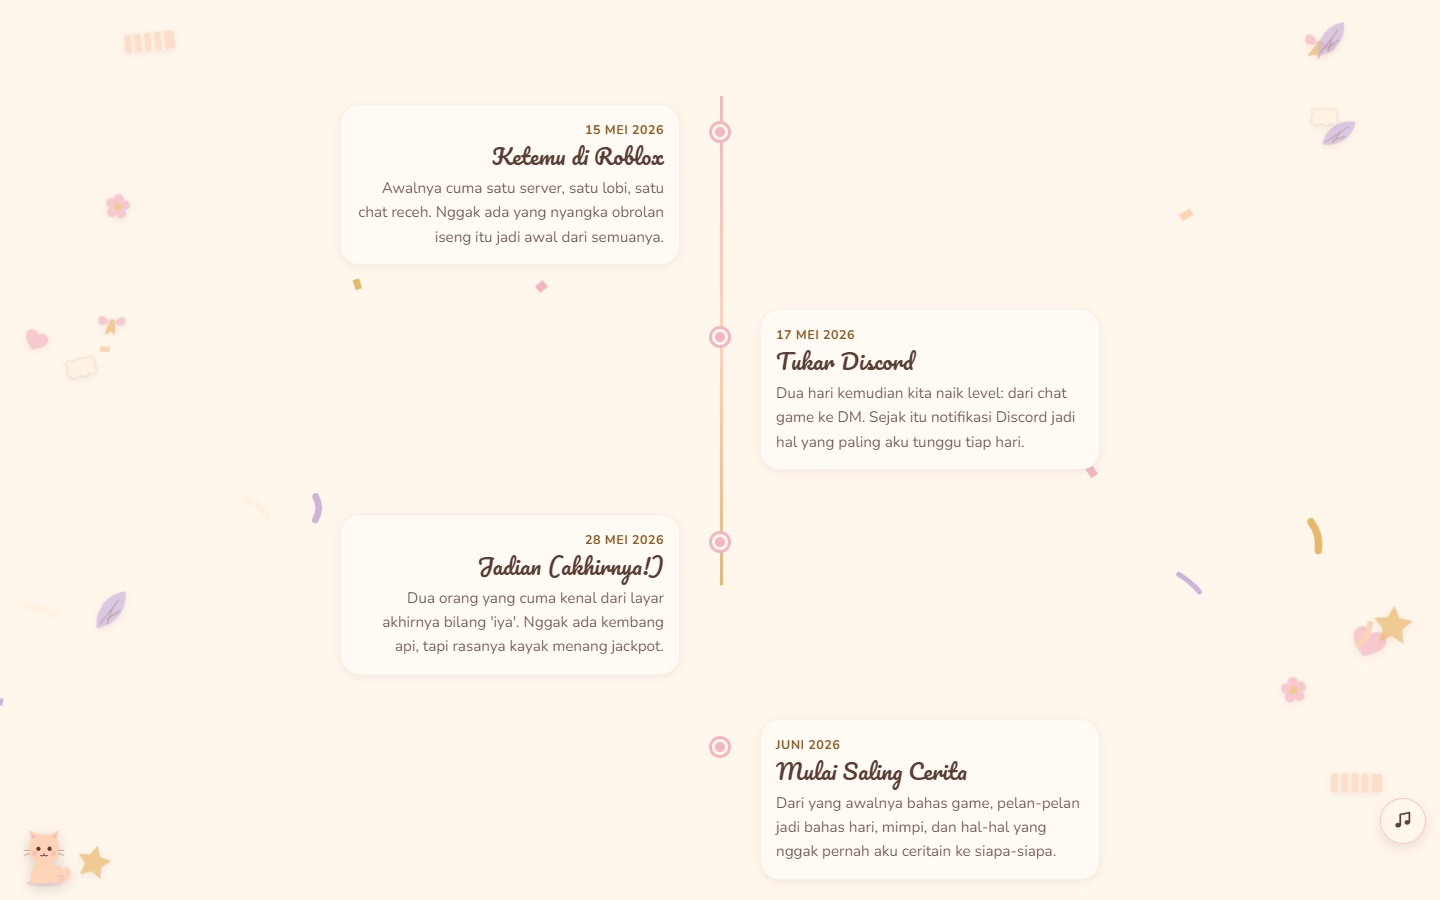 15 MEI 2026
Ketemu di Roblox
Awalnya cuma satu server, satu lobi, satu
chat receh. Nggak ada yang nyangka obrolan
iseng itu jadi awal dari semuanya.
17 MEI 2026
Tukar Discord
Dua hari kemudian kita naik level: dari chat
game ke DM. Sejak itu notifikasi Discord jadi
hal yang paling aku tunggu tiap hari.
28 MEI 2026
Jadian (akhirnya!)
Dua orang yang cuma kenal dari layar
akhirnya bilang 'iya'. Nggak ada kembang
api, tapi rasanya kayak menang jackpot.
JUNI 2026
Mulai Saling Cerita
Dari yang awalnya bahas game, pelan-pelan
jadi bahas hari, mimpi, dan hal-hal yang
nggak pernah aku ceritain ke siapa-siapa.